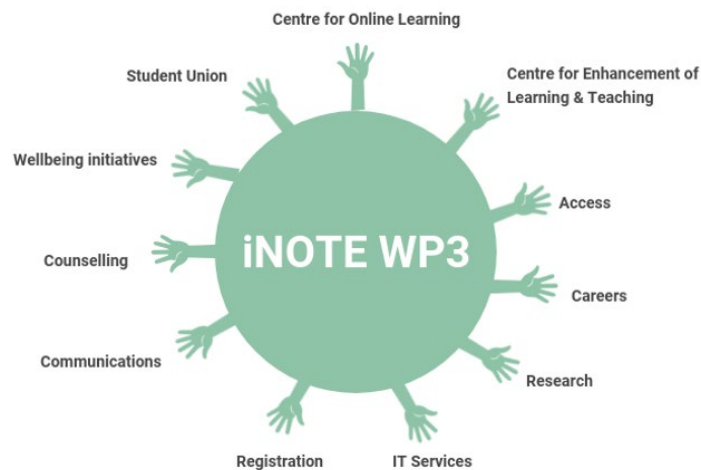 Centre for Online Learning
Student Union
Centre for Enhancement of
Learning & Teaching
Wellbeing initiatives
Access
iNOTE WP3
Counselling
Careers
Communications
Research
Registration
IT Services